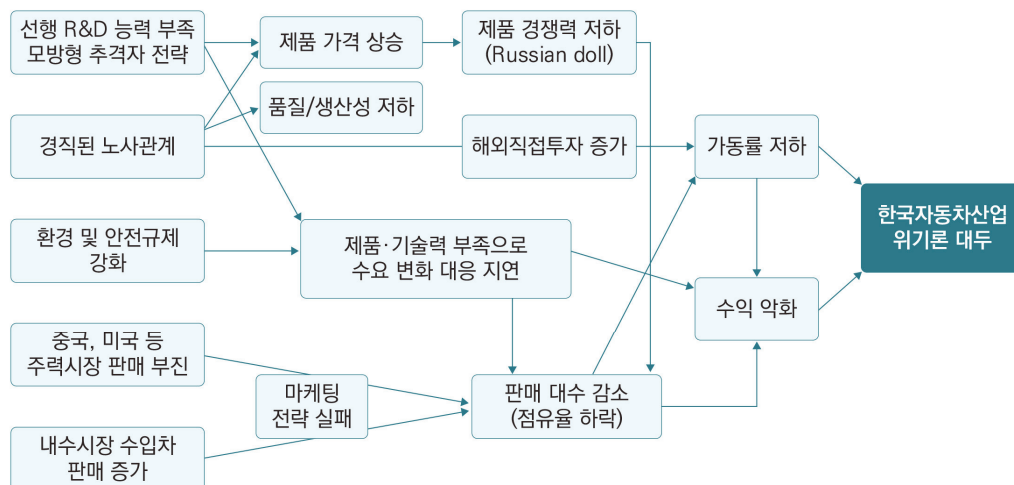 선행 R&D 능력 부족
모방형 추격자 전략
제품 가격 상승
제품 경쟁력 저하
(Russian doll)
품질/생산성 저하
경직된 노사관계
해외직접투자 증가
가동률 저하
한국자동차산업
위기론 대두
환경 및 안전규제
강화
제품·기술력 부족으로
수요 변화 대응 지연
수익 악화
중국, 미국 등
주력시장 판매 부진
마케팅
전략 실패
판매 대수 감소
(점유율 하락)
내수시장 수입차
판매 증가